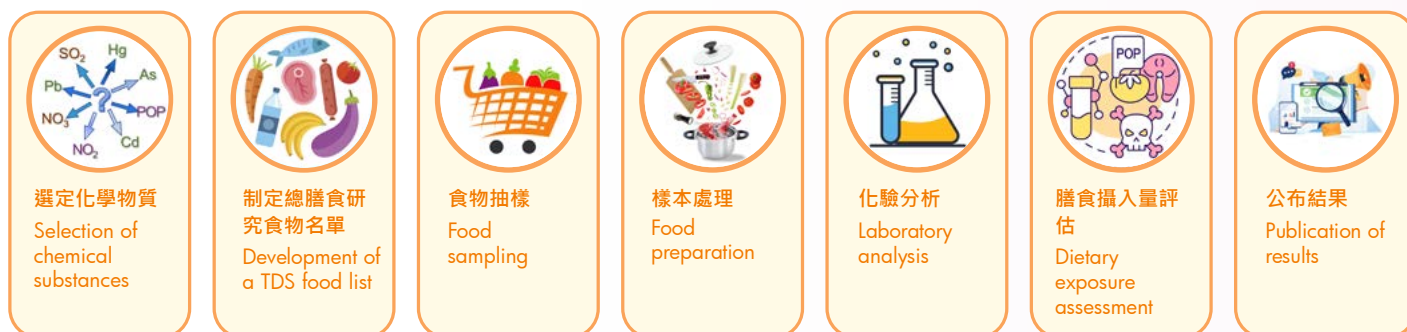 SO₂
Hg
As
Pb
?
POP
NO₃
Cd
NO₂
選定化學物質
Selection of
chemical
substances
制定總膳食研
究食物名單
Development of
a TDS food list
食物抽樣
Food
sampling
樣本處理
Food
preparation
化驗分析
Laboratory
analysis
POP
膳食攝入量評
估
Dietary
exposure
assessment
公布結果
Publication of
results